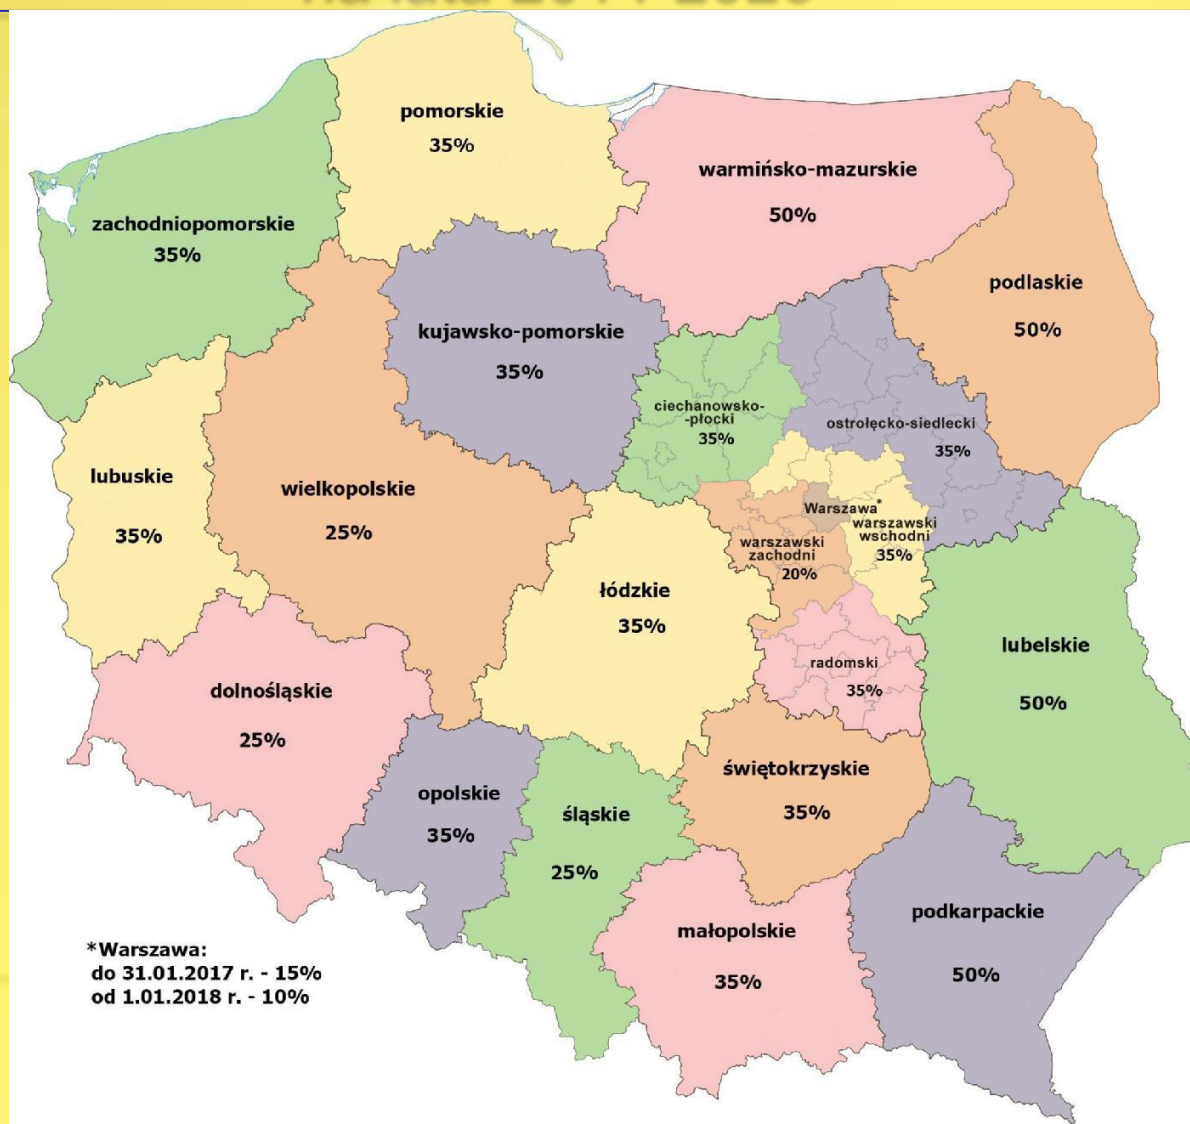 pomorskie
35%
warmińsko-mazurskie
50%
zachodniopomorskie
35%
podlaskie
50%
kujawsko-pomorskie
35%
ciechanowsko-
-płocki
35%
ostrołęcko-siedlecki
35%
lubuskie
35%
wielkopolskie
25%
Warszawa*
warszawski
wschodni
35%
warszawski
zachodni
20%
łódzkie
35%
radomski
35%
lubelskie
50%
dolnośląskie
25%
świętokrzyskie
35%
opolskie
35%
śląskie
25%
małopolskie
35%
podkarpackie
50%
*Warszawa:
do 31.01.2017 r. - 15%
od 1.01.2018 r. - 10%